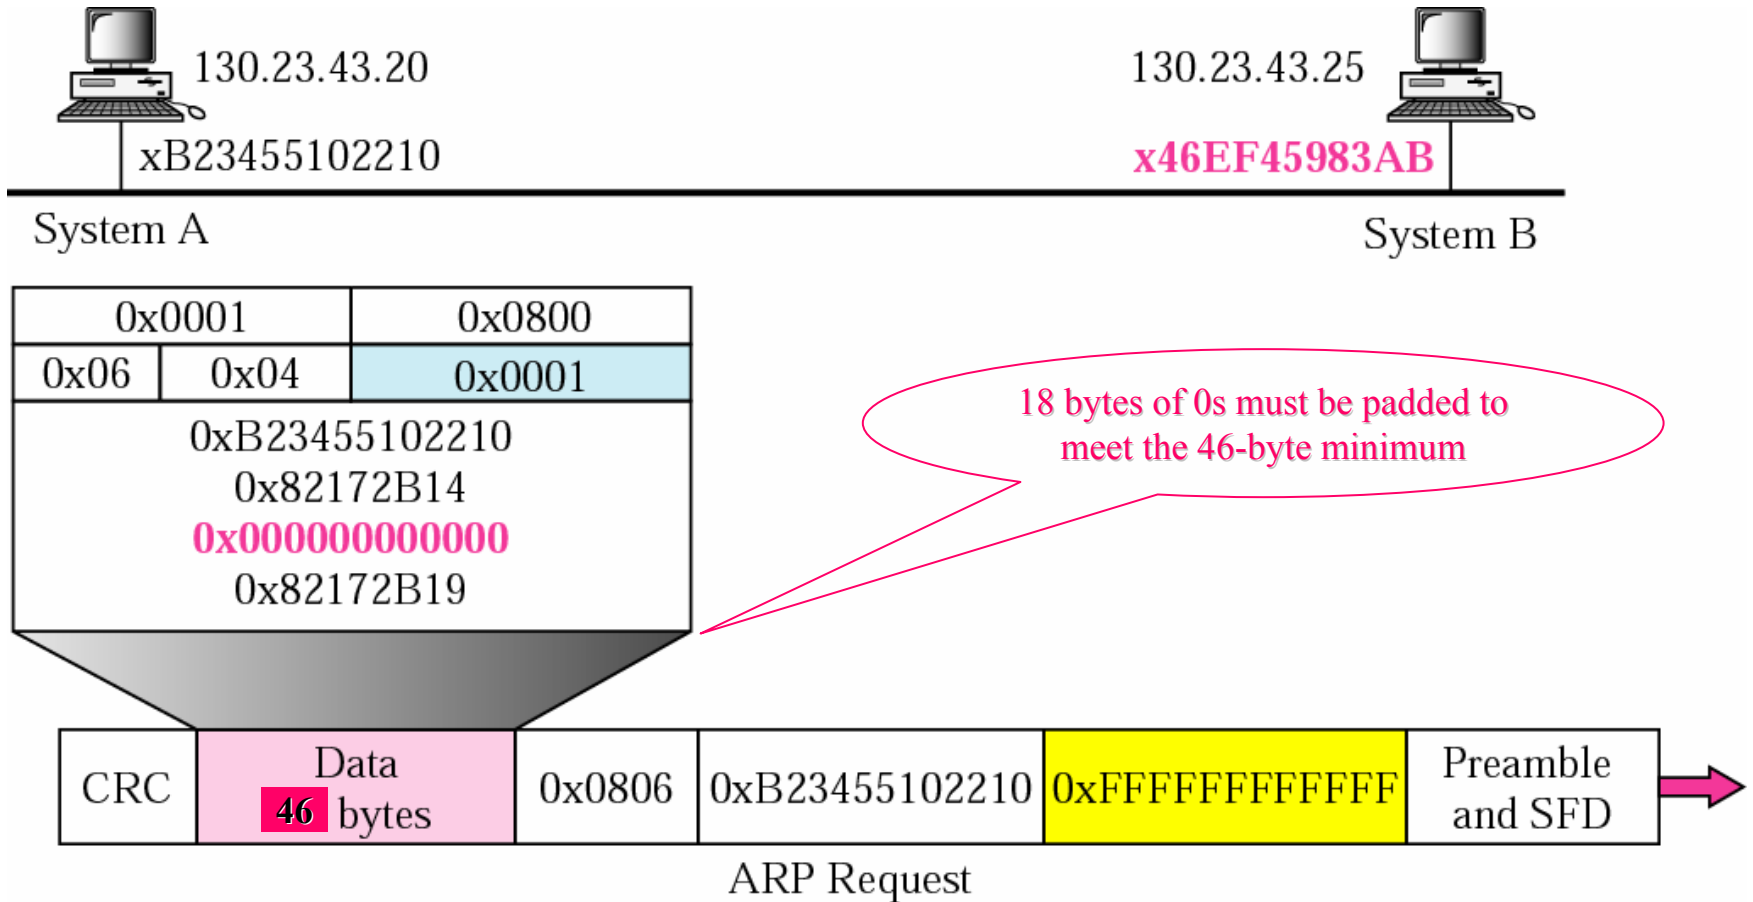 130.23.43.20
130.23.43.25
xB23455102210
x46EF45983AB
System A
System B
0x0001
0x0800
0x06
0x04
0x0001
0xB23455102210
0x82172B14
0x000000000000
0x82172B19
18 bytes of 0s must be padded to
meet the 46-byte minimum
CRC
Data
46 bytes
0x0806
0xB23455102210
0xFFFFFFFFFFFF
Preamble
and SFD
ARP Request